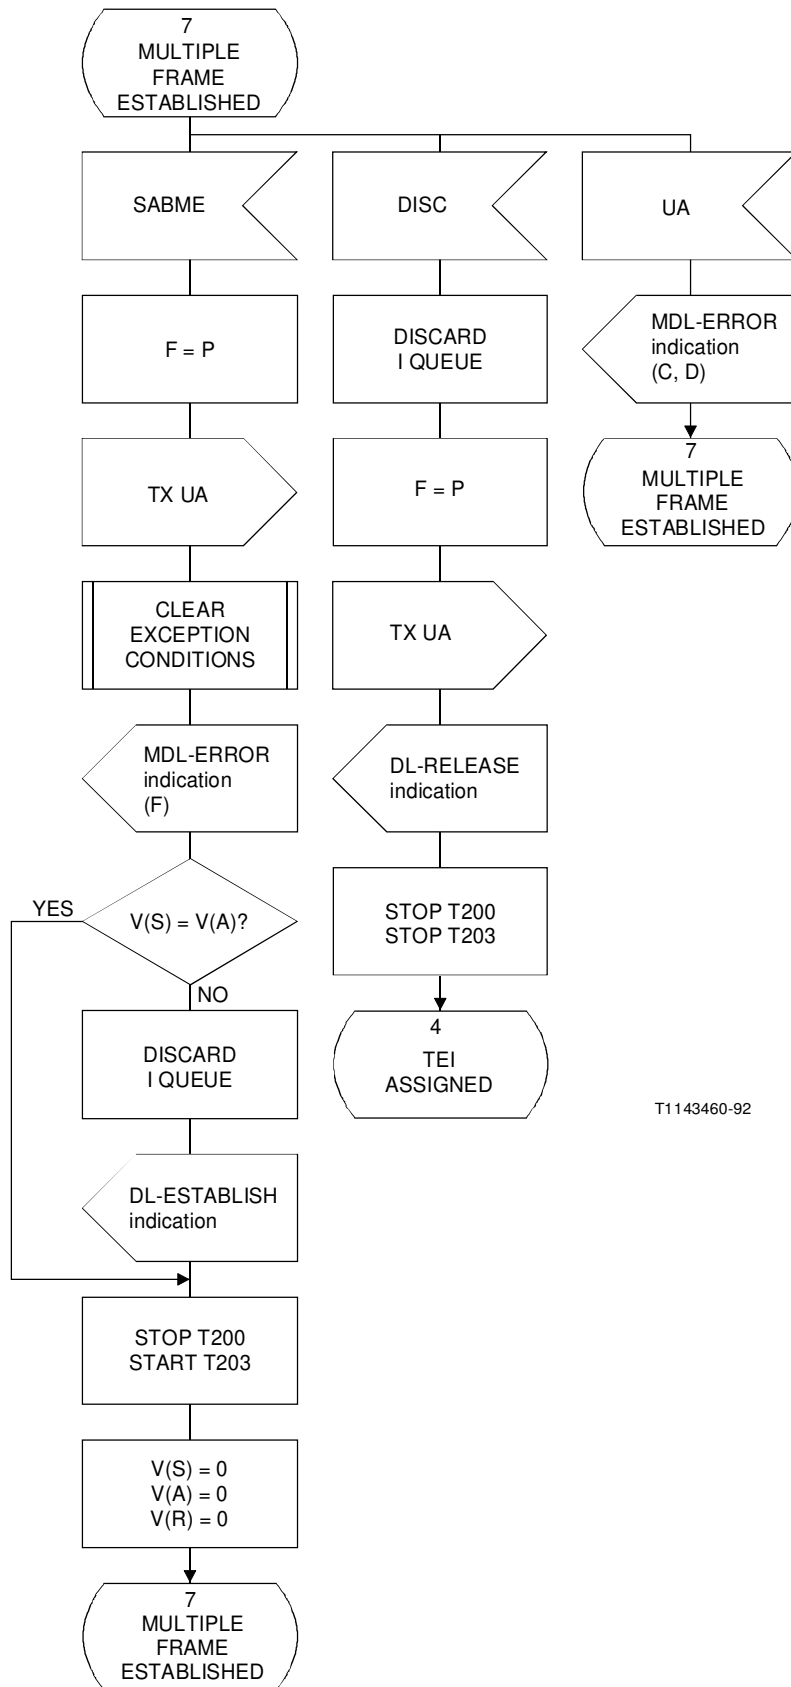 7
MULTIPLE
FRAME
ESTABLISHED
SABME
F = P
TX UA
CLEAR
EXCEPTION
CONDITIONS
MDL-ERROR
indication
(F)
V(S) = V(A)?
YES
NO
DISCARD
I QUEUE
DL-ESTABLISH
indication
STOP T200
START T203
V(S) = 0
V(A) = 0
V(R) = 0
7
MULTIPLE
FRAME
ESTABLISHED
DISC
DISCARD
I QUEUE
F = P
TX UA
DL-RELEASE
indication
STOP T200
STOP T203
4
TEI
ASSIGNED
UA
MDL-ERROR
indication
(C, D)
7
MULTIPLE
FRAME
ESTABLISHED
T1143460-92